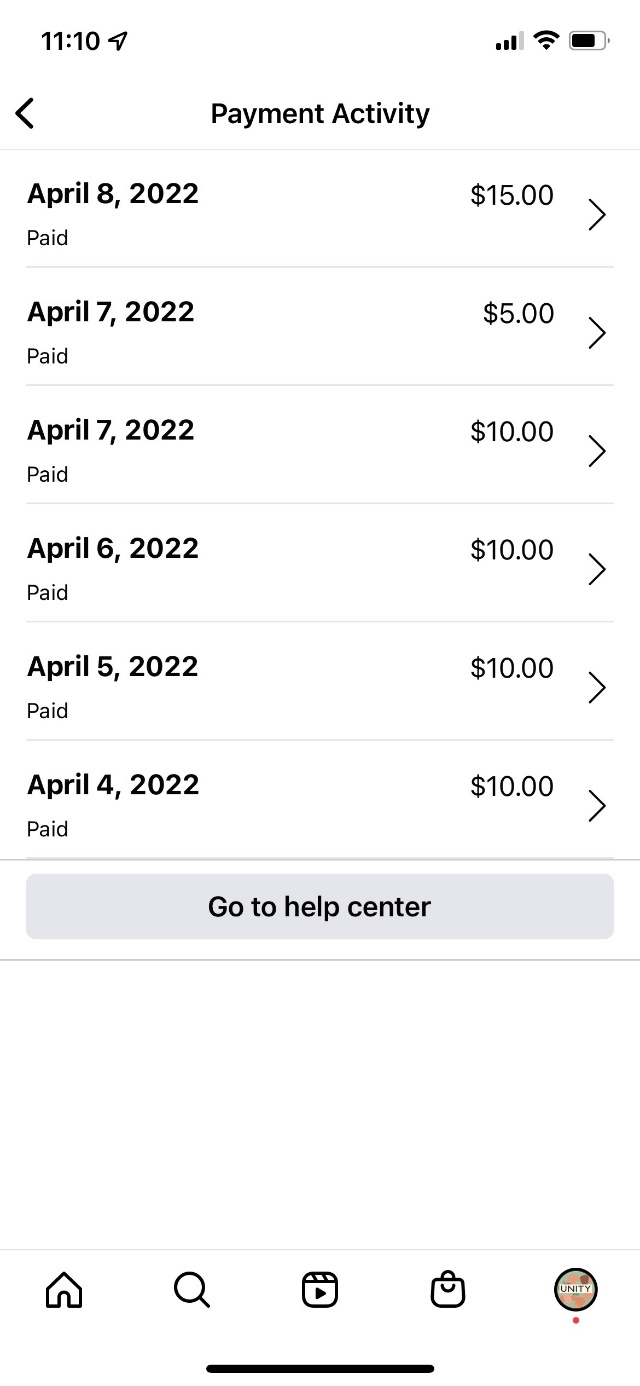 11:10
Payment Activity
April 8, 2022 $15.00
Paid
April 7, 2022 $5.00
Paid
April 7, 2022 $10.00
Paid
April 6, 2022 $10.00
Paid
April 5, 2022 $10.00
Paid
April 4, 2022 $10.00
Paid
Go to help center
UNITY